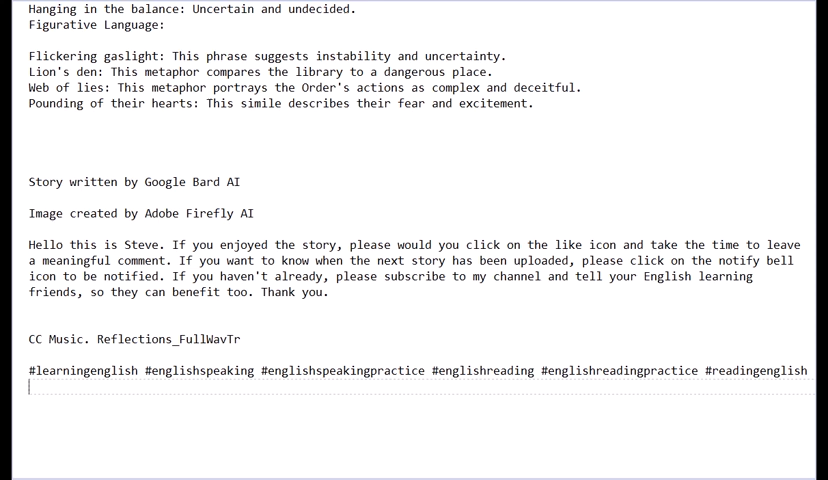 Hanging in the balance: Uncertain and undecided.
Figurative Language:
Flickering gaslight: This phrase suggests instability and uncertainty.
Lion's den: This metaphor compares the library to a dangerous place.
Web of lies: This metaphor portrays the Order's actions as complex and deceitful.
Pounding of their hearts: This simile describes their fear and excitement.
Story written by Google Bard AI
Image created by Adobe Firefly AI
Hello this is Steve. If you enjoyed the story, please would you click on the like icon and take the time to leave
a meaningful comment. If you want to know when the next story has been uploaded, please click on the notify bell
icon to be notified. If you haven't already, please subscribe to my channel and tell your English learning
friends, so they can benefit too. Thank you.
CC Music. Reflections_FullWavTr
#learningenglish #englishspeaking #englishspeakingpractice #englishreading #englishreadingpractice #readingenglish